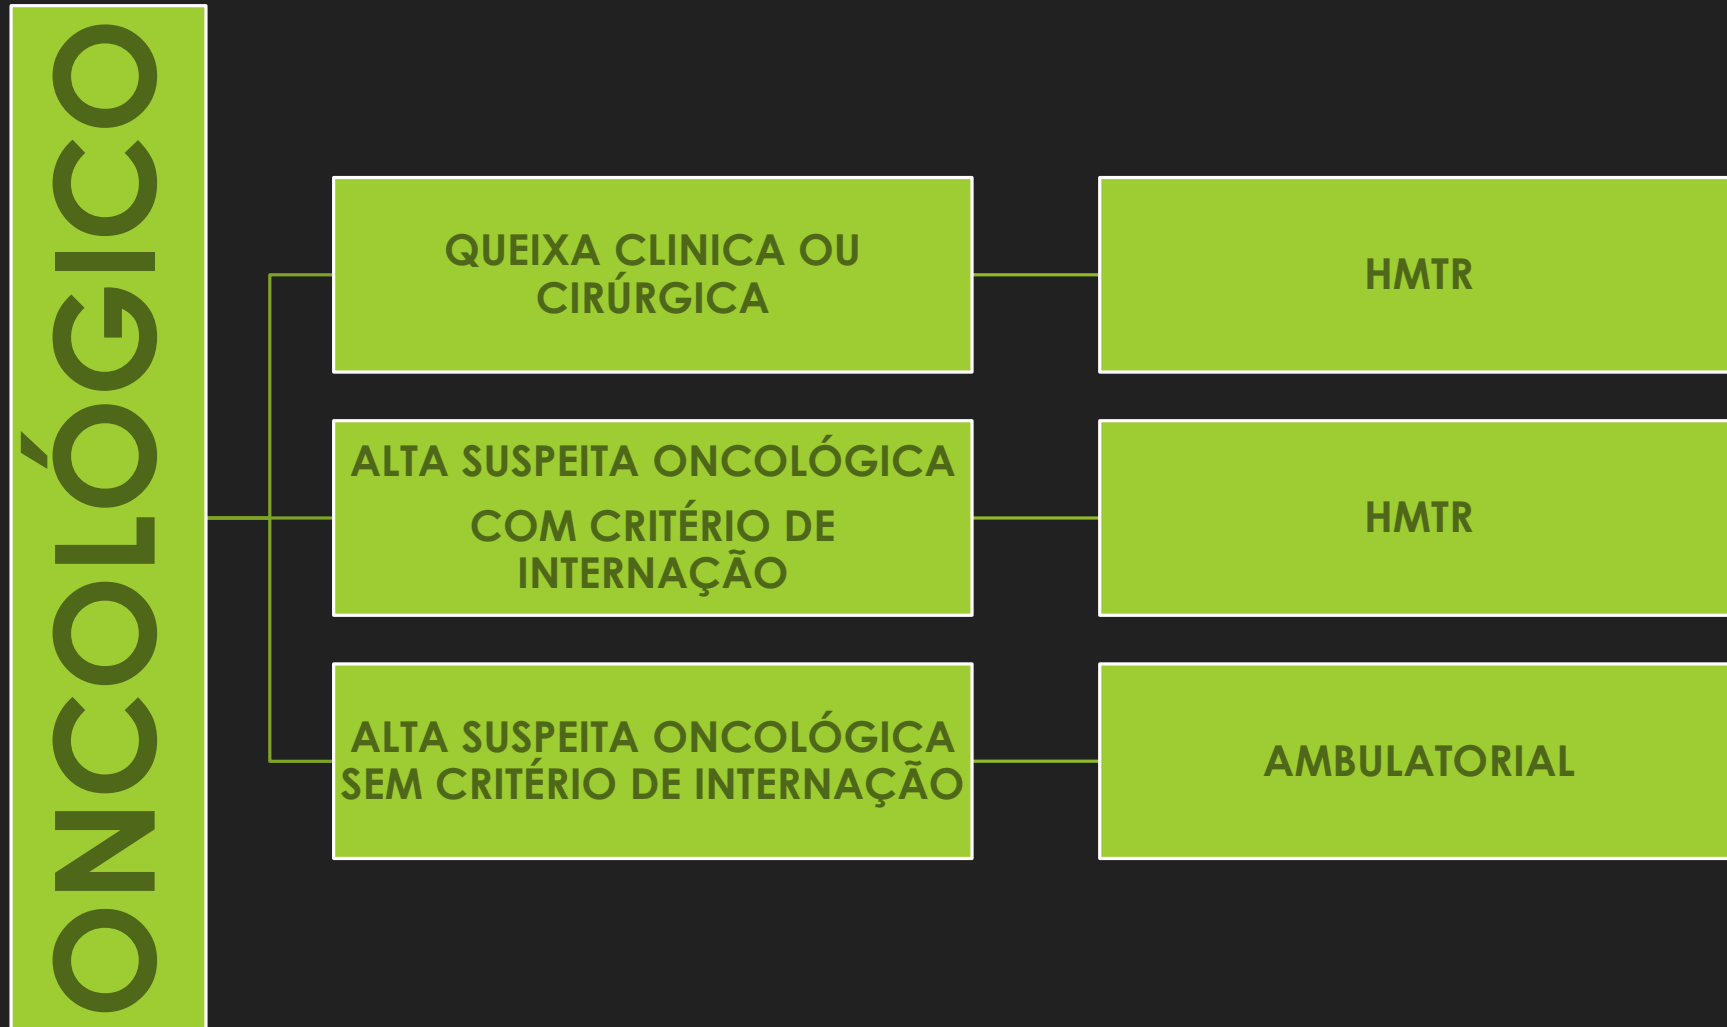 ONCOLÓGICO
QUEIXA CLINICA OU
CIRÚRGICA
HMTR
ALTA SUSPEITA ONCOLÓGICA
COM CRITÉRIO DE
INTERNAÇÃO
HMTR
ALTA SUSPEITA ONCOLÓGICA
SEM CRITÉRIO DE INTERNAÇÃO
AMBULATORIAL